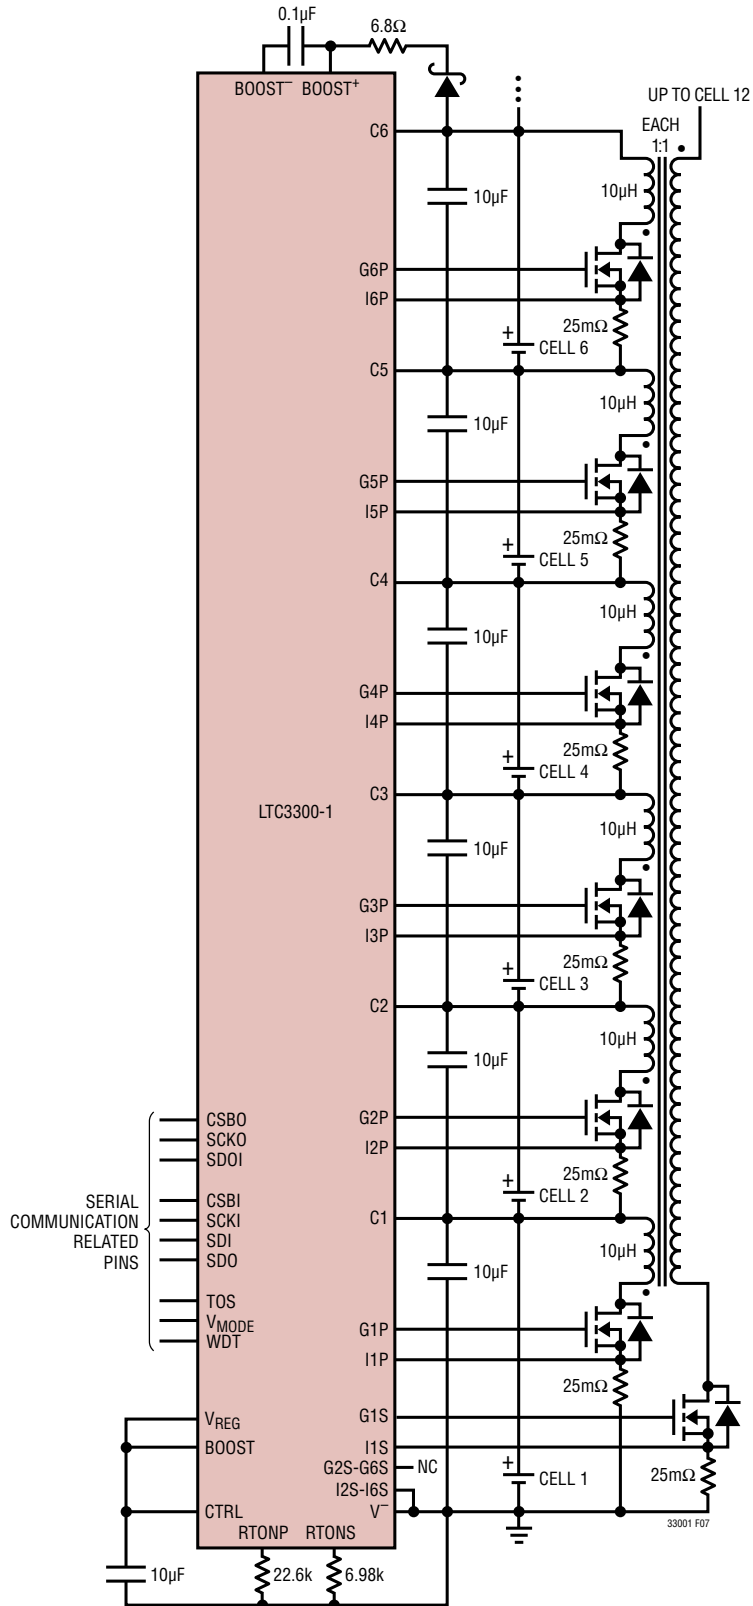 0.1µF
6.8Ω
BOOST⁻ BOOST⁺
UP TO CELL 12
EACH
1:1
C6
10µH
10µF
G6P
I6P
25mΩ
CELL 6
+
C5
10µH
10µF
G5P
I5P
25mΩ
CELL 5
+
C4
10µH
10µF
G4P
I4P
25mΩ
CELL 4
+
C3
LTC3300-1
10µH
10µF
G3P
I3P
25mΩ
CELL 3
+
C2
10µH
10µF
G2P
I2P
25mΩ
CELL 2
+
C1
10µH
10µF
G1P
I1P
25mΩ
G1S
I1S
G2S-G6S
NC
I2S-I6S
V⁻
CELL 1
+
25mΩ
SERIAL
COMMUNICATION
RELATED
PINS
CSBO
SCKO
SDOI
CSBI
SCKI
SDI
SDO
TOS
VMODE
WDT
VREG
BOOST
CTRL
RTONP RTONS
10µF
22.6k
6.98k
33001 F07